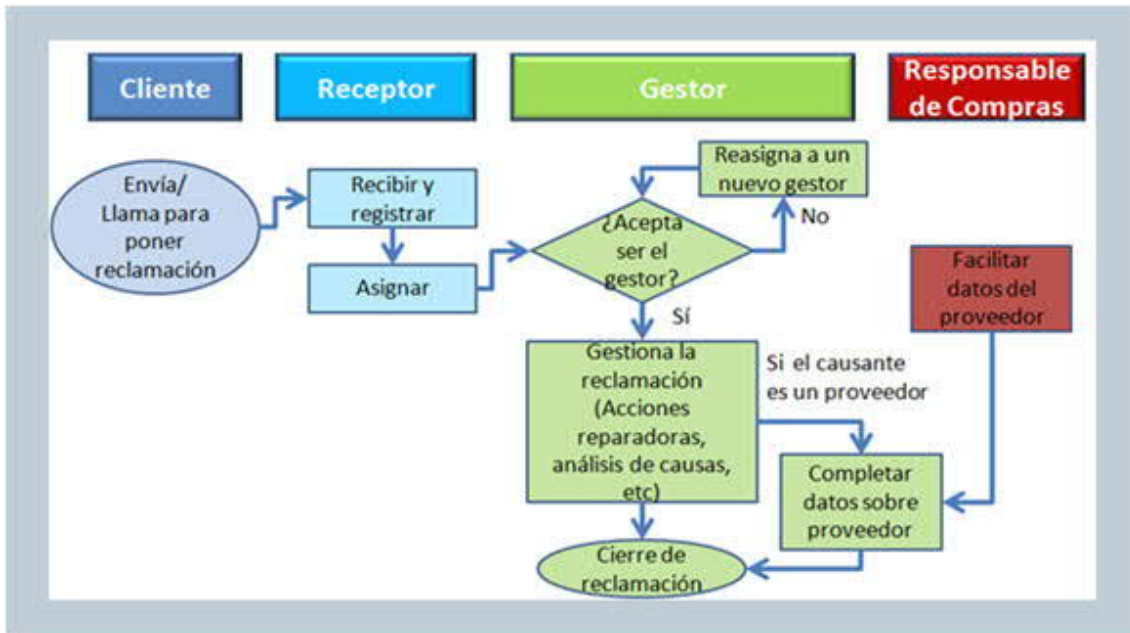 Cliente
Receptor
Gestor
Responsable
de Compras
Envía/
Llama para
poner
reclamación
Recibir y
registrar
Asignar
¿Acepta
ser el
gestor?
Reasigna a un
nuevo gestor
No
Sí
Gestiona la
reclamación
(Acciones
reparadoras,
análisis de causas,
etc)
Si el causante
es un proveedor
Facilitar
datos del
proveedor
Completar
datos sobre
proveedor
Cierre de
reclamación